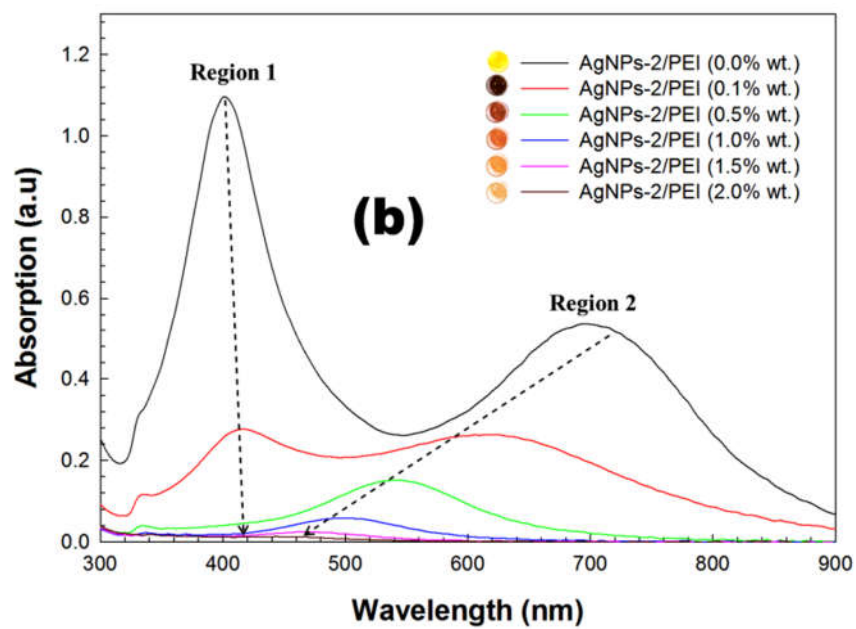 1.2
1.0
0.8
0.6
0.4
0.2
0.0
Absorption (a.u)
Region 1
AgNPs-2/PEI (0.0% wt.)
AgNPs-2/PEI (0.1% wt.)
AgNPs-2/PEI (0.5% wt.)
AgNPs-2/PEI (1.0% wt.)
AgNPs-2/PEI (1.5% wt.)
AgNPs-2/PEI (2.0% wt.)
(b)
Region 2
300 400 500 600 700 800 900
Wavelength (nm)